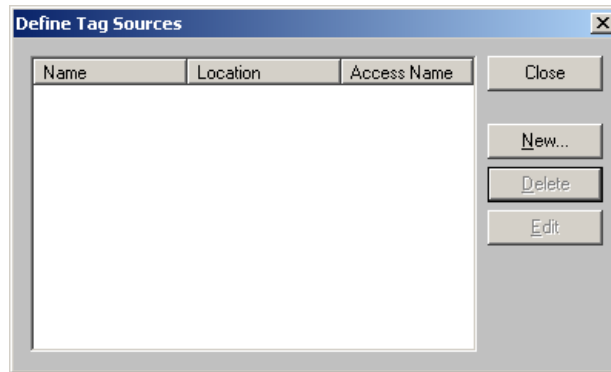 Define Tag Sources
Name Location Access Name
Close
New...
Delete
Edit